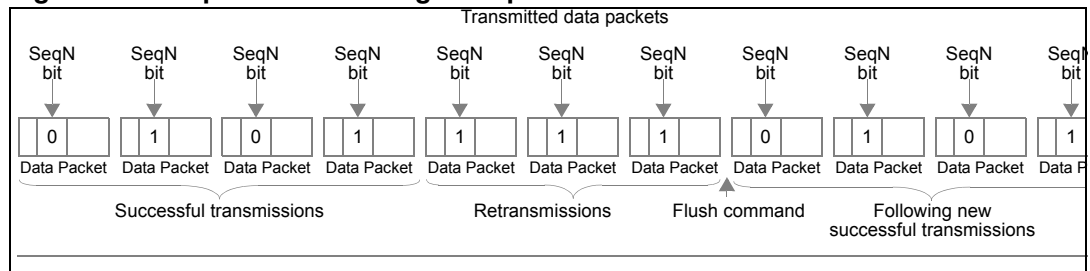 Transmitted data packets
SeqN bit SeqN bit SeqN bit SeqN bit SeqN bit SeqN bit SeqN bit SeqN bit SeqN bit SeqN bit bit
0 1 0 1 1 1 1 0 1 0 1
Data Packet Data Packet Data Packet Data Packet Data Packet Data Packet Data Packet Data Packet Data Packet Data Packet Data
Successful transmissions Retransmissions Flush command Following new
successful transmissions